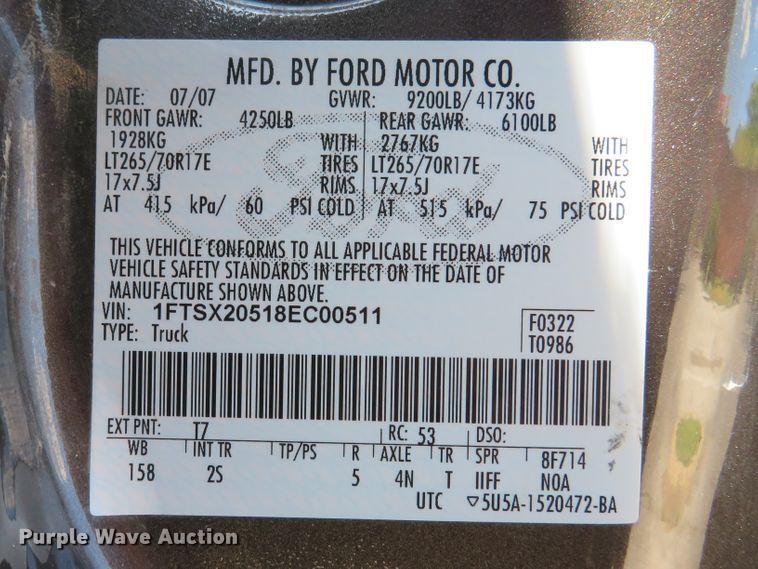 MFD. BY FORD MOTOR CO.
DATE: 07/07 GVWR: 9200LB/ 4173KG
FRONT GAWR: 4250LB REAR GAWR: 6100LB
1928KG WITH 2767KG WITH
LT265/70R17E TIRES LT265/70R17E TIRES
17x7.5J RIMS 17x7.5J RIMS
AT 415 kPa/ 60 PSI COLD AT 515 kPa/ 75 PSI COLD
Ford
THIS VEHICLE CONFORMS TO ALL APPLICABLE FEDERAL MOTOR
VEHICLE SAFETY STANDARDS IN EFFECT ON THE DATE OF
MANUFACTURE SHOWN ABOVE.
VIN: 1FTSX20518EC00511
TYPE: Truck
F0322
T0986
EXT PNT: T7 RC: 53 DSO:
WB INT TR TP/PS R AXLE TR SPR 8F714
158 2S 5 4N T IIFF NOA
UTC ▽5U5A-1520472-BA
Purple Wave Auction